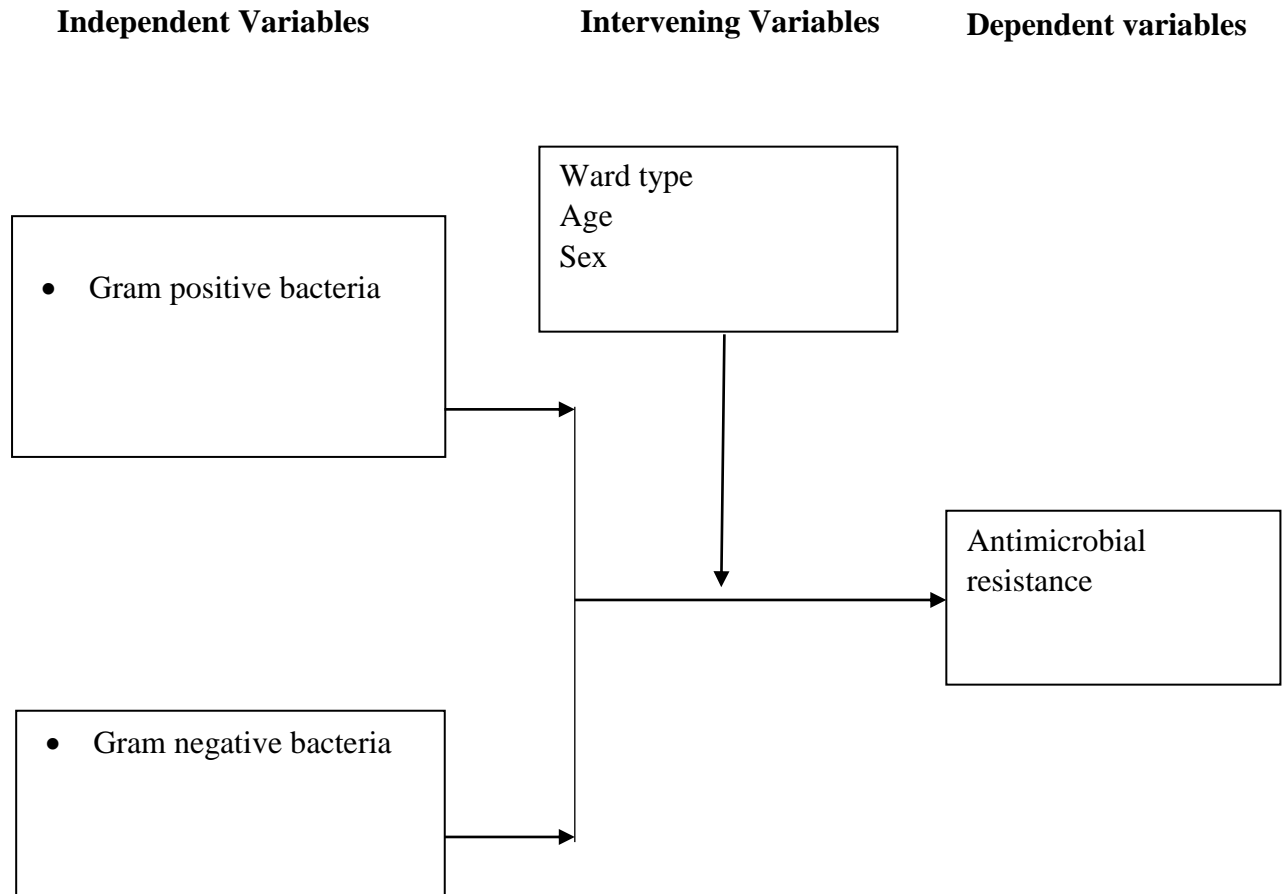 Independent Variables
Intervening Variables
Dependent variables
Ward type
Age
Sex
• Gram positive bacteria
Antimicrobial
resistance
• Gram negative bacteria